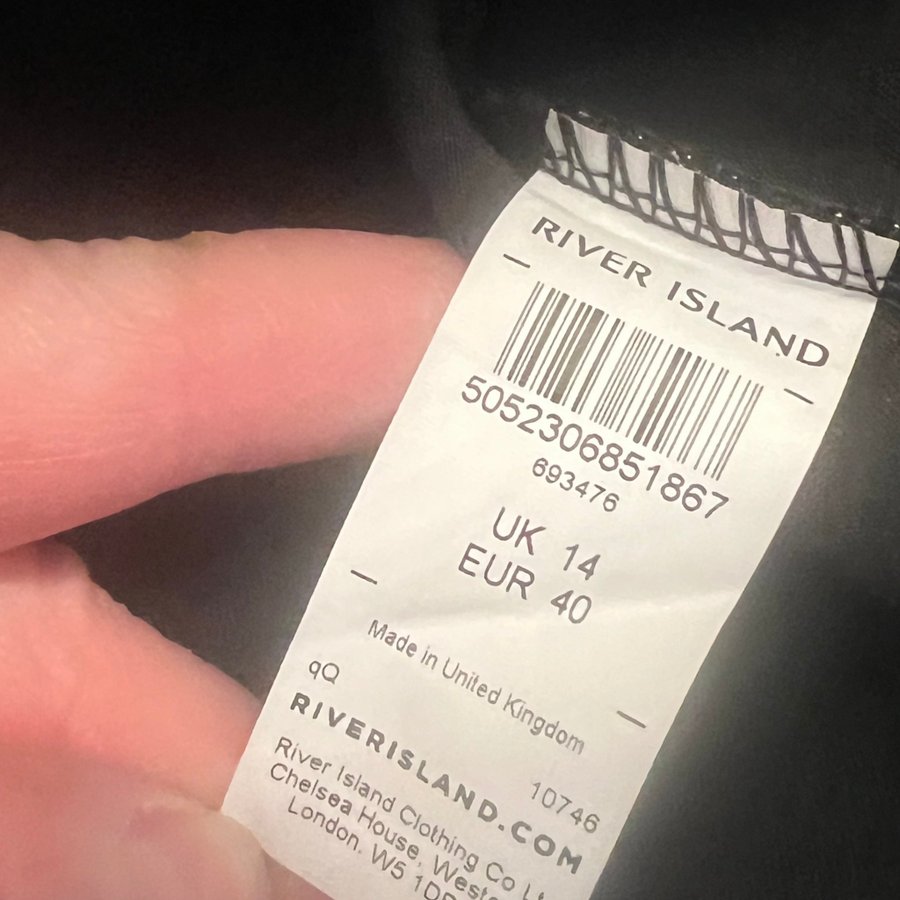 RIVER ISLAND
5052306851867
693476
UK 14
EUR 40
Made in United Kingdom
qQ
10746
RIVERISLAND.COM
River Island Clothing Co
Chelsea House,
London. W5